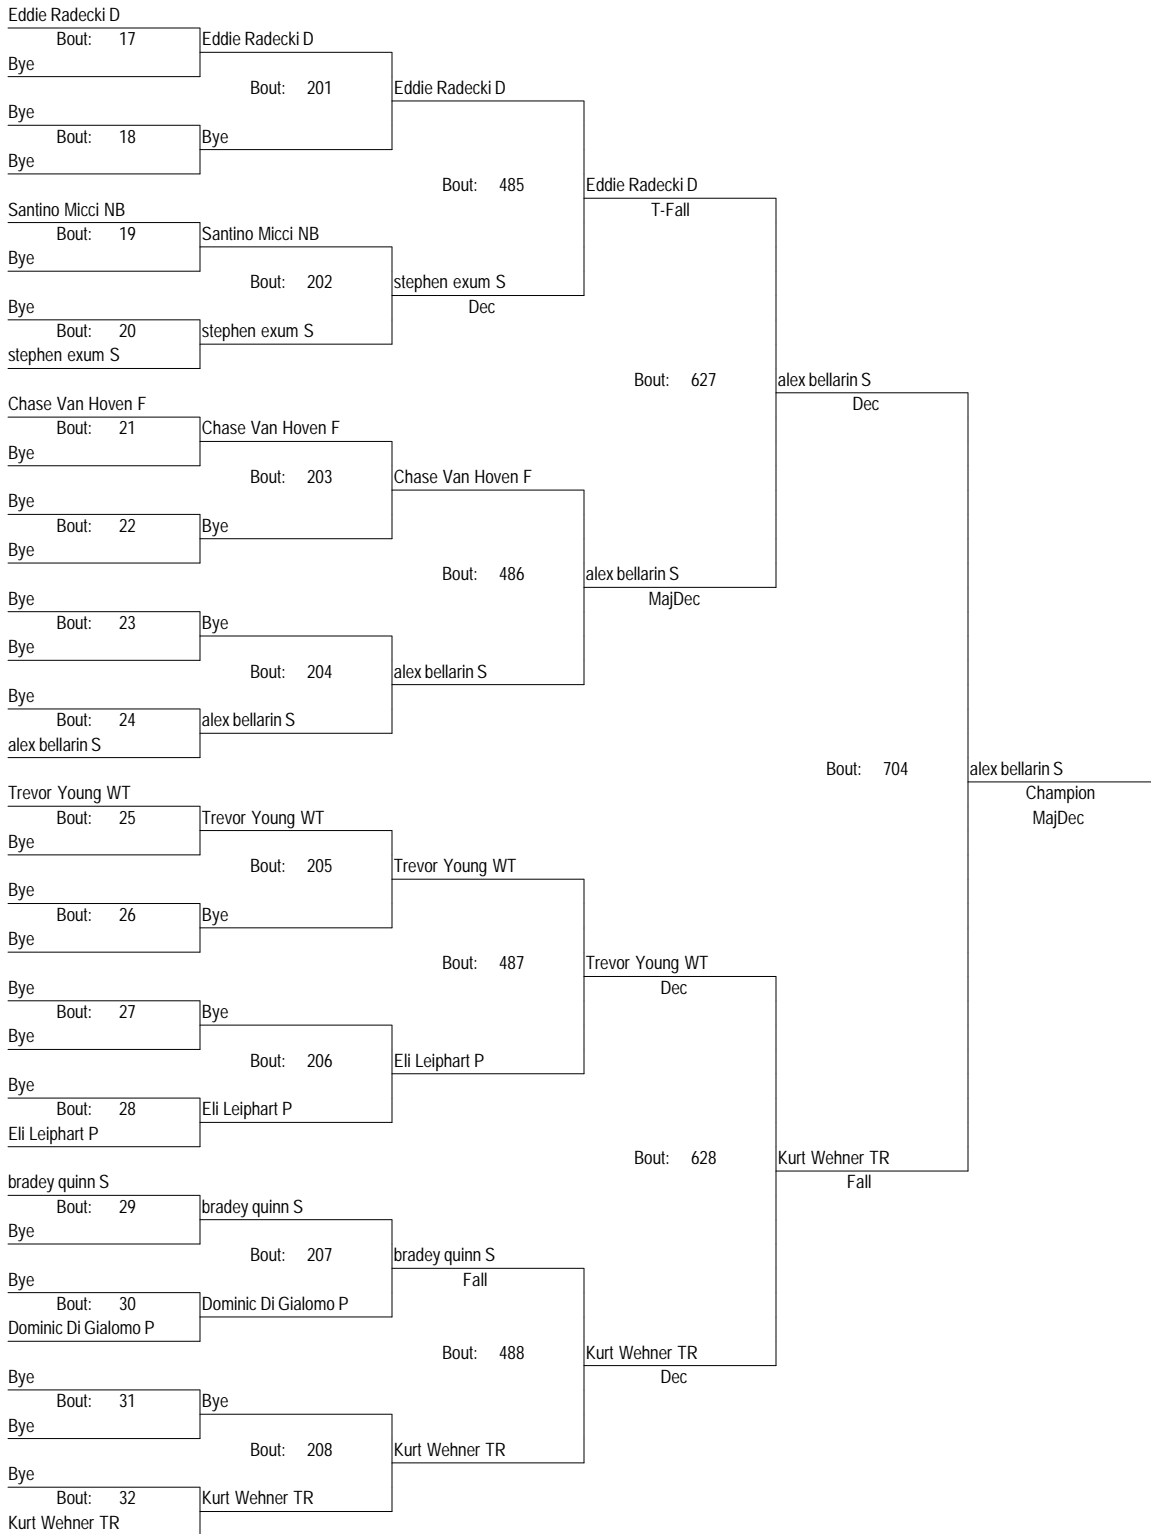 Eddie Radecki D
Bout: 17 Eddie Radecki D
Bye
Bout: 201 Eddie Radecki D
Bye
Bout: 18 Bye
Bye
Bout: 485 Eddie Radecki D
T-Fall
Santino Micci NB
Bout: 19 Santino Micci NB
Bye
Bout: 202 stephen exum S
Dec
Bye
Bout: 20 stephen exum S
stephen exum S
Bout: 627 alex bellarin S
Dec
Chase Van Hoven F
Bout: 21 Chase Van Hoven F
Bye
Bout: 203 Chase Van Hoven F
Bye
Bout: 22 Bye
Bye
Bout: 486 alex bellarin S
MajDec
Bye
Bout: 23 Bye
Bye
Bout: 204 alex bellarin S
Bye
Bout: 24 alex bellarin S
alex bellarin S
Bout: 704 alex bellarin S
Champion
MajDec
Trevor Young WT
Bout: 25 Trevor Young WT
Bye
Bout: 205 Trevor Young WT
Bye
Bout: 26 Bye
Bye
Bout: 487 Trevor Young WT
Dec
Bye
Bout: 27 Bye
Bye
Bout: 206 Eli Leiphart P
Bye
Bout: 28 Eli Leiphart P
Eli Leiphart P
Bout: 628 Kurt Wehner TR
Fall
bradey quinn S
Bout: 29 bradey quinn S
Bye
Bout: 207 bradey quinn S
Fall
Bye
Bout: 30 Dominic Di Gialomo P
Dominic Di Gialomo P
Bout: 488 Kurt Wehner TR
Dec
Bye
Bout: 31 Bye
Bye
Bout: 208 Kurt Wehner TR
Bye
Bout: 32 Kurt Wehner TR
Kurt Wehner TR